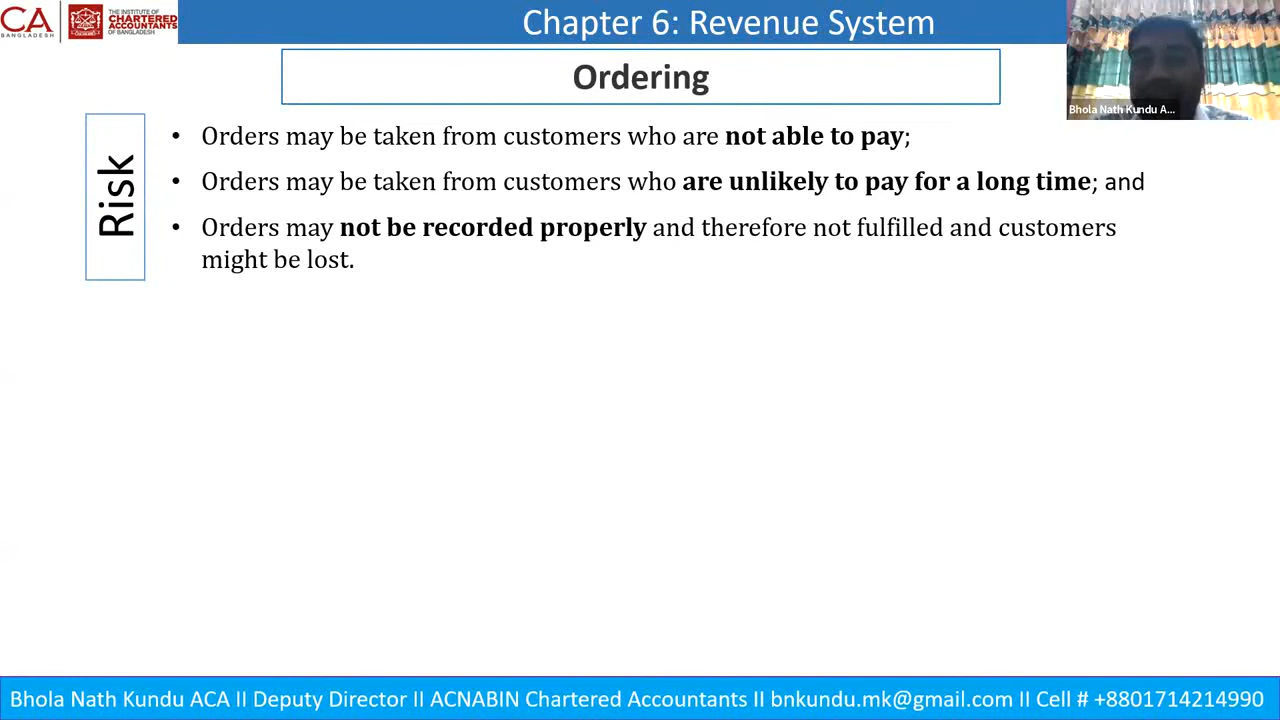 CA
BANGLADESH
THE INSTITUTE OF
CHARTERED
ACCOUNTANTS
OF BANGLADESH
Chapter 6: Revenue System
Ordering
Bhola Nath Kundu A...
Risk
• Orders may be taken from customers who are not able to pay;
• Orders may be taken from customers who are unlikely to pay for a long time; and
• Orders may not be recorded properly and therefore not fulfilled and customers
might be lost.
Bhola Nath Kundu ACA II Deputy Director II ACNABIN Chartered Accountants II bnkundu.mk@gmail.com II Cell # +8801714214990